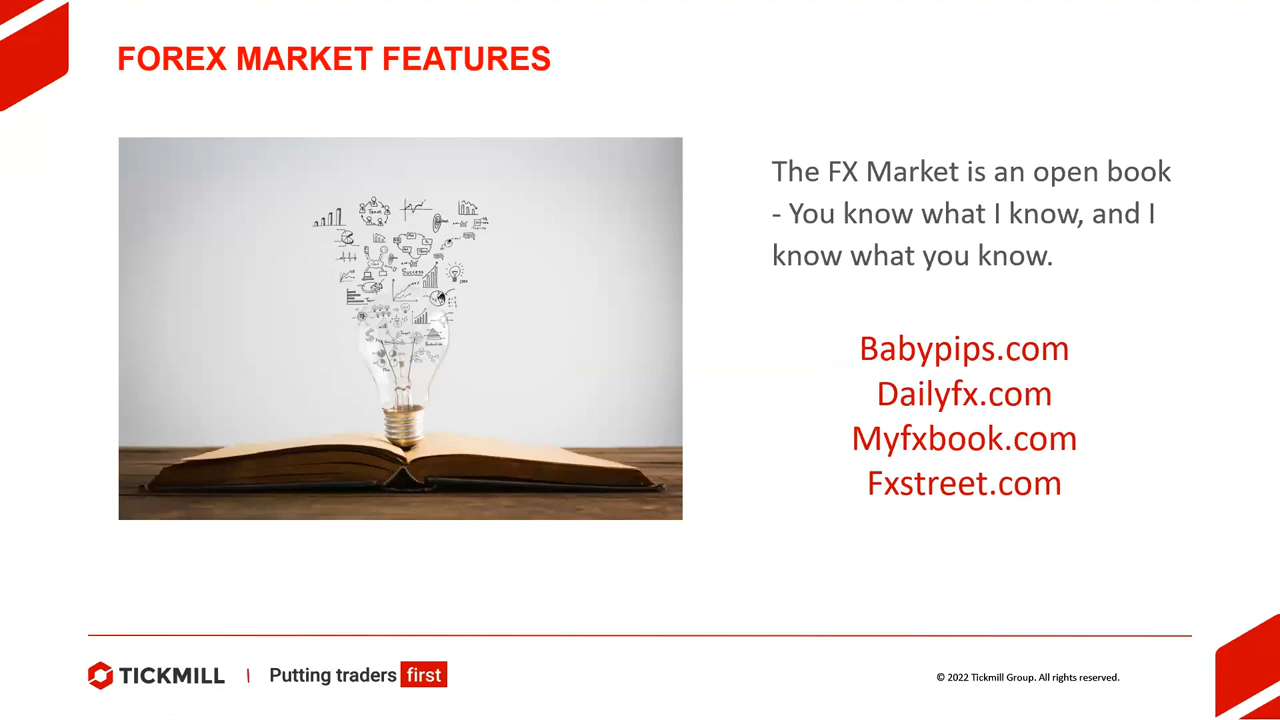 FOREX MARKET FEATURES
The FX Market is an open book
- You know what I know, and I
know what you know.
Babypips.com
Dailyfx.com
Myfxbook.com
Fxstreet.com
Success
TICKMILL | Putting traders first
© 2022 Tickmill Group. All rights reserved.